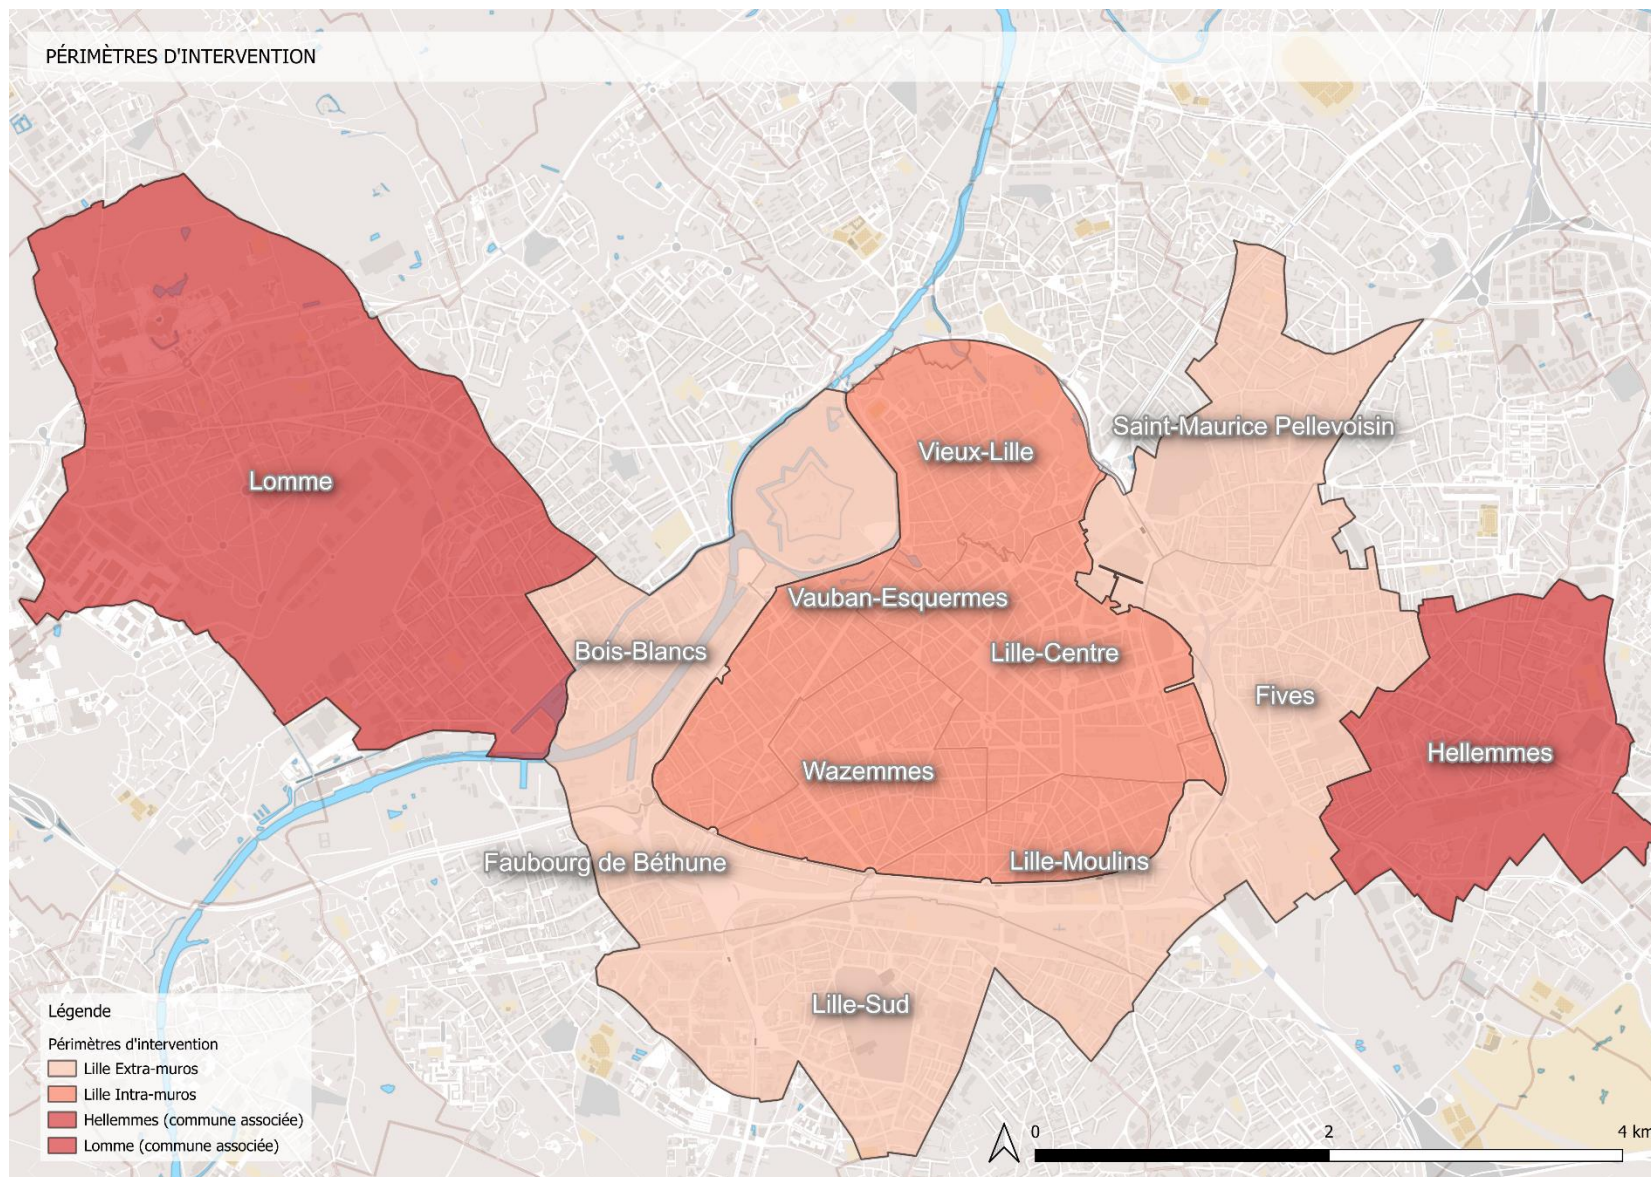 PÉRIMÈTRES D'INTERVENTION
Saint-Maurice Pellevoisin
Vieux-Lille
Lomme
Vauban-Esquermes
Bois-Blancs
Lille-Centre
Fives
Hellemmes
Wazemmes
Faubourg de Béthune
Lille-Moulins
Lille-Sud
Légende
Périmètres d'intervention
Lille Extra-muros
Lille Intra-muros
Hellemmes (commune associée)
Lomme (commune associée)
0 2 4 km